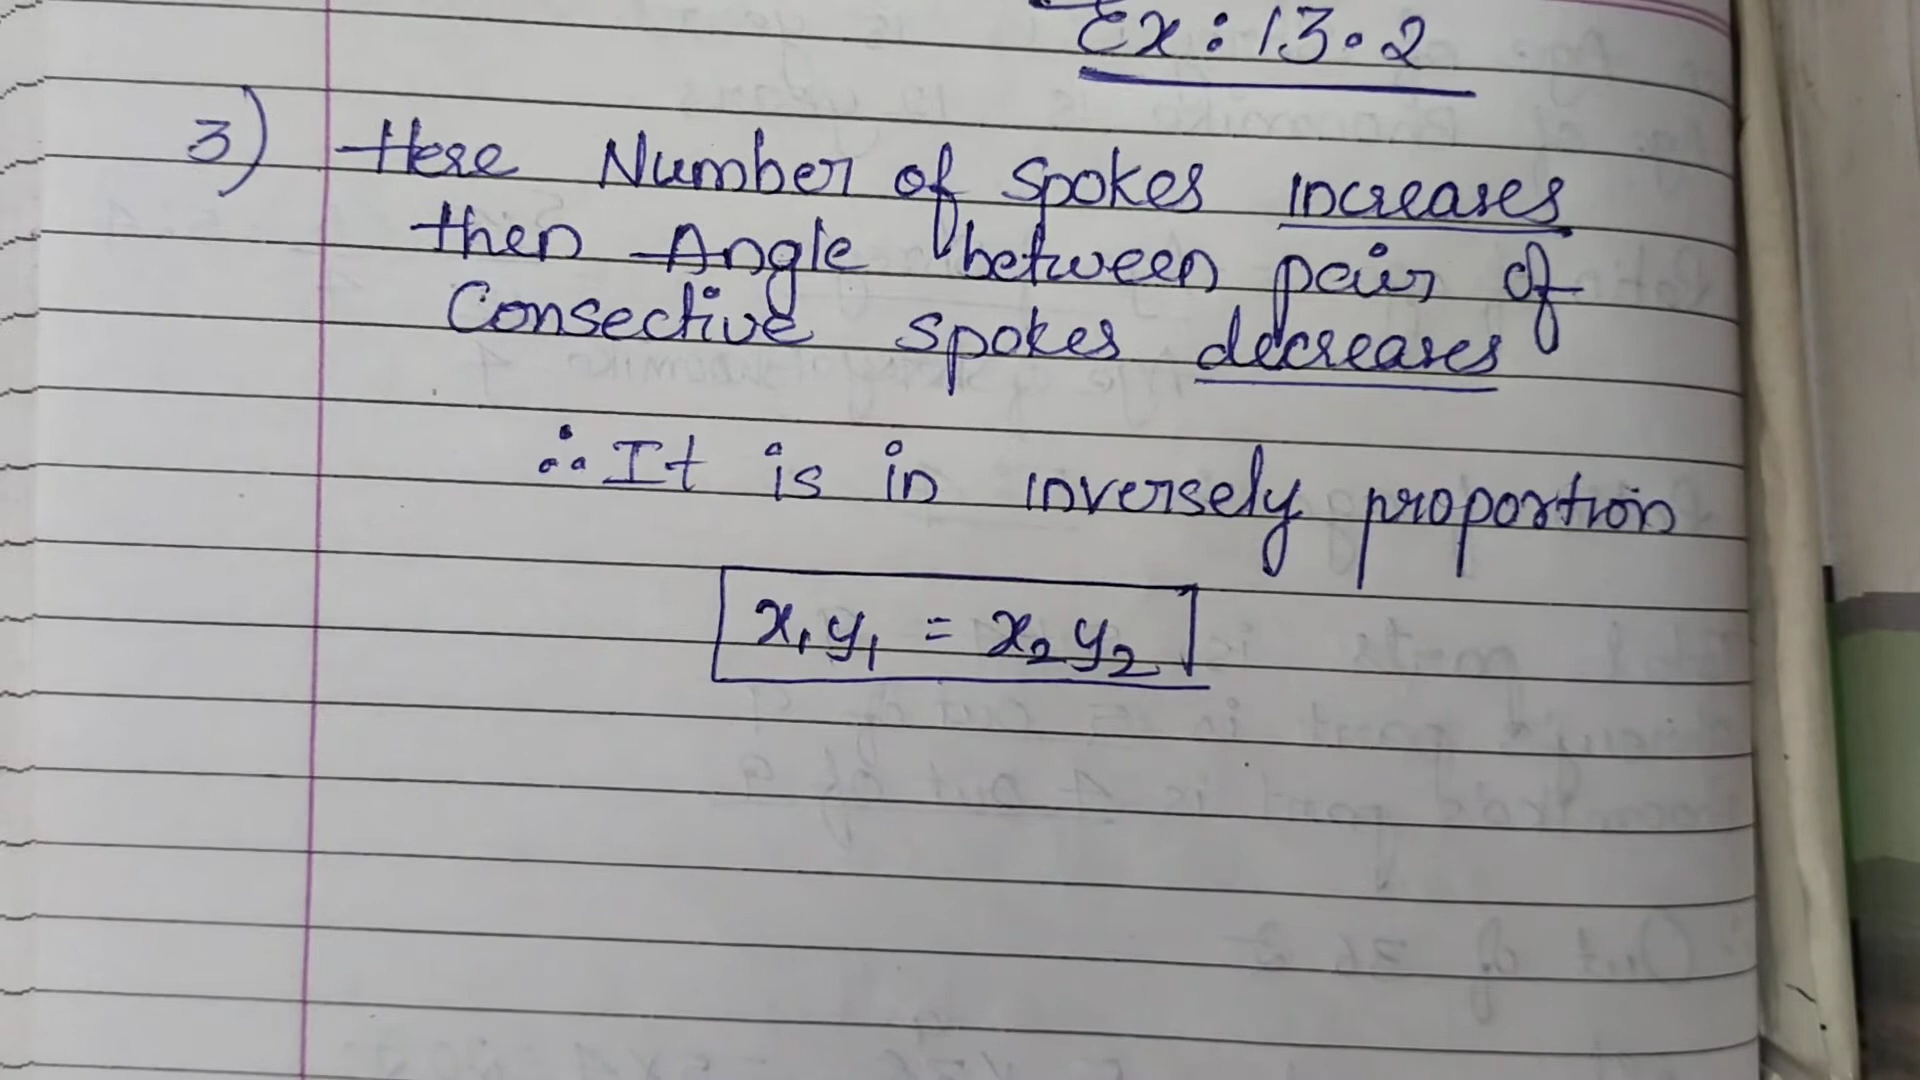 Ex: 13.2
3) Here Number of spokes increases
then Angle between pair of
Consective spokes decreases
∴ It is in inversely proportion
x₁y₁ = x₂y₂